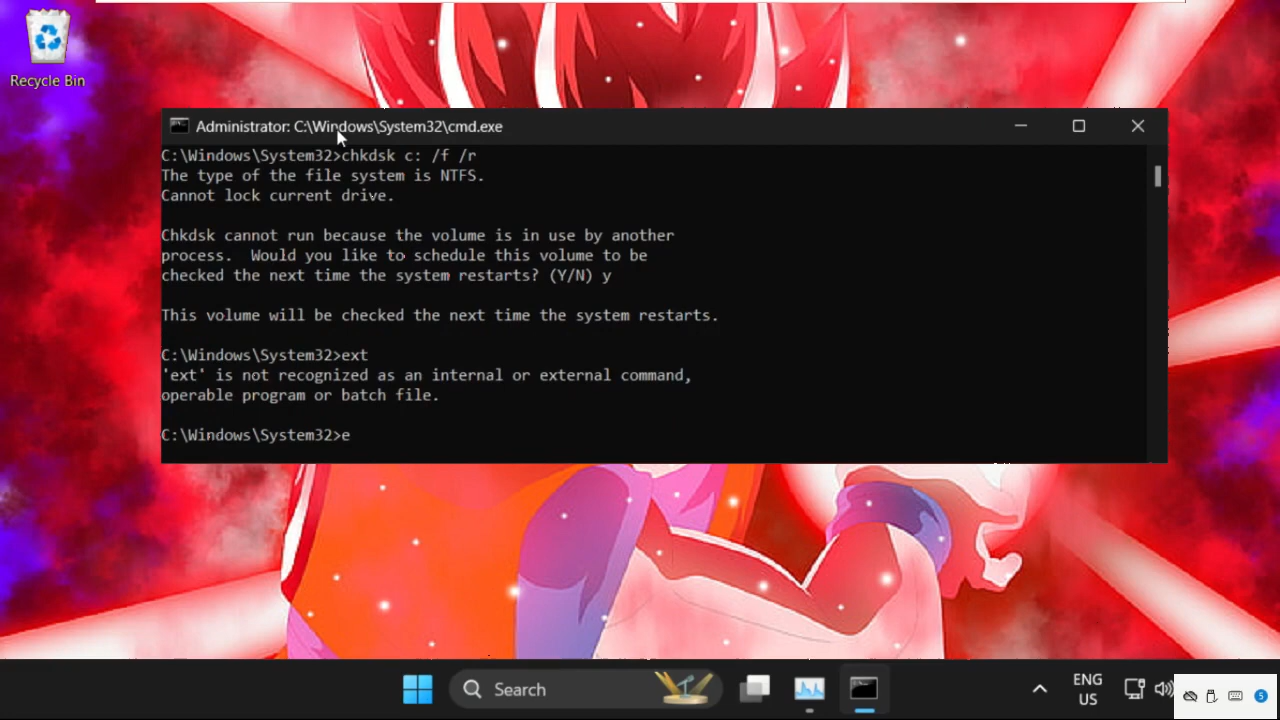 Recycle Bin
Administrator: C:\Windows\System32\cmd.exe
C:\Windows\System32>chkdsk c: /f /r
The type of the file system is NTFS.
Cannot lock current drive.
Chkdsk cannot run because the volume is in use by another
process.  Would you like to schedule this volume to be
checked the next time the system restarts? (Y/N) y
This volume will be checked the next time the system restarts.
C:\Windows\System32>ext
'ext' is not recognized as an internal or external command,
operable program or batch file.
C:\Windows\System32>e
Search
ENG
US
5